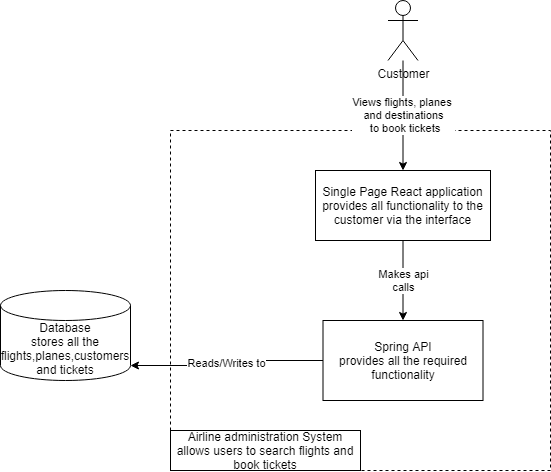 Customer
Views flights, planes
and destinations
to book tickets
Single Page React application
provides all functionality to the
customer via the interface
Makes api
calls
Database
stores all the
flights,planes,customers
and tickets
Reads/Writes to
Spring API
provides all the required
functionality
Airline administration System
allows users to search flights and
book tickets